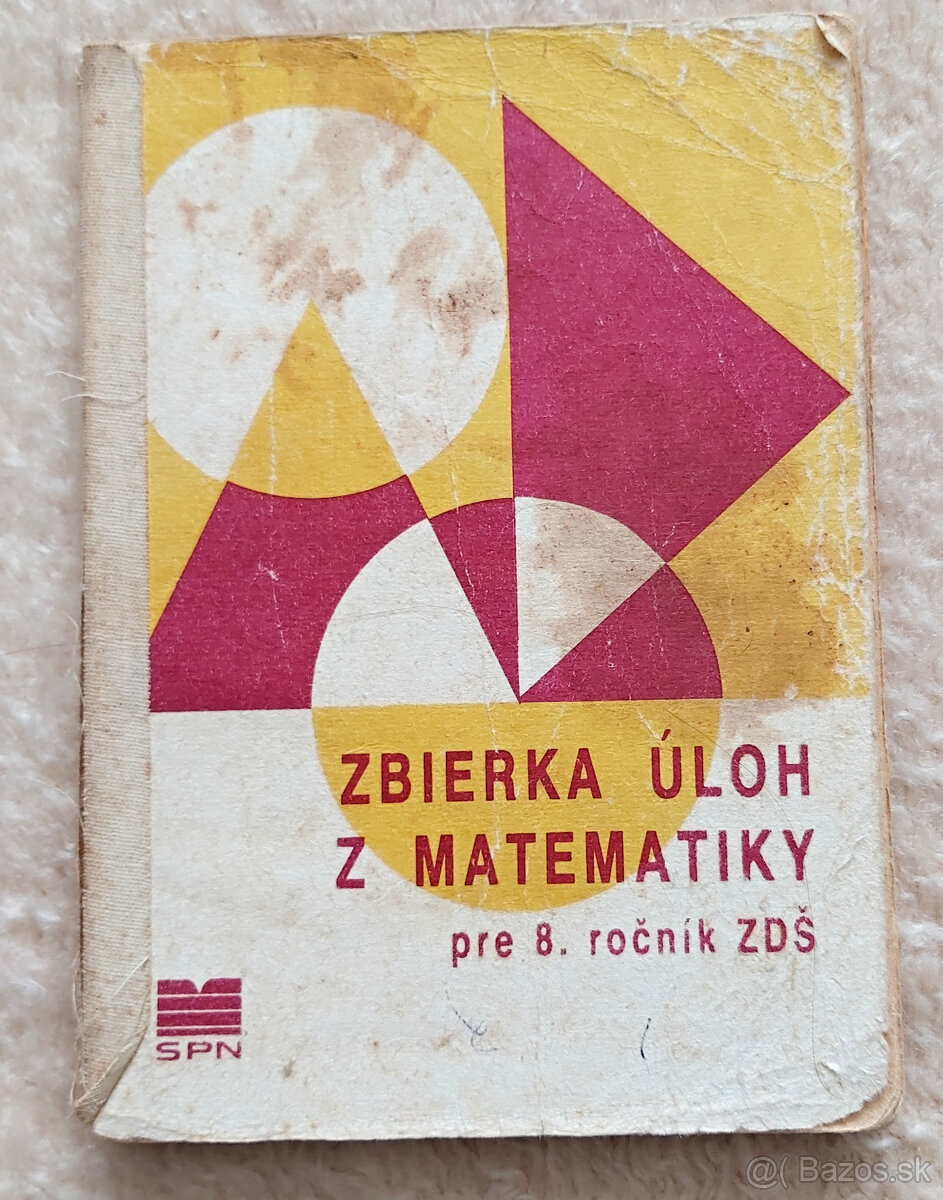 ZBIERKA ÚLOH
Z MATEMATIKY
pre 8. ročník ZDŠ
SPN
@( Bazos.sk